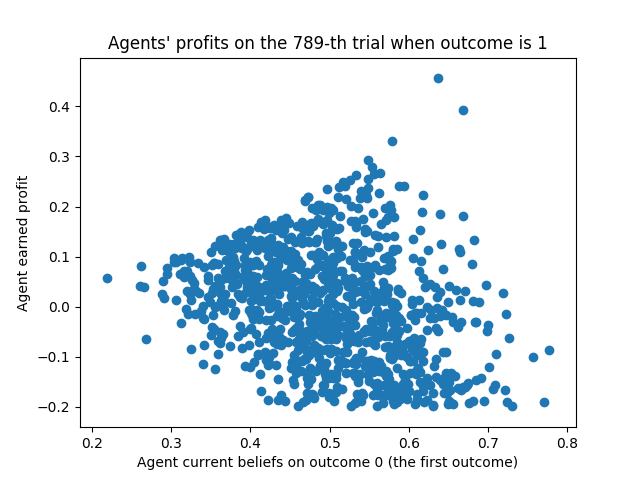 Agents' profits on the 789-th trial when outcome is 1
Agent earned profit
0.4
0.3
0.2
0.1
0.0
−0.1
−0.2
0.2 0.3 0.4 0.5 0.6 0.7 0.8
Agent current beliefs on outcome 0 (the first outcome)